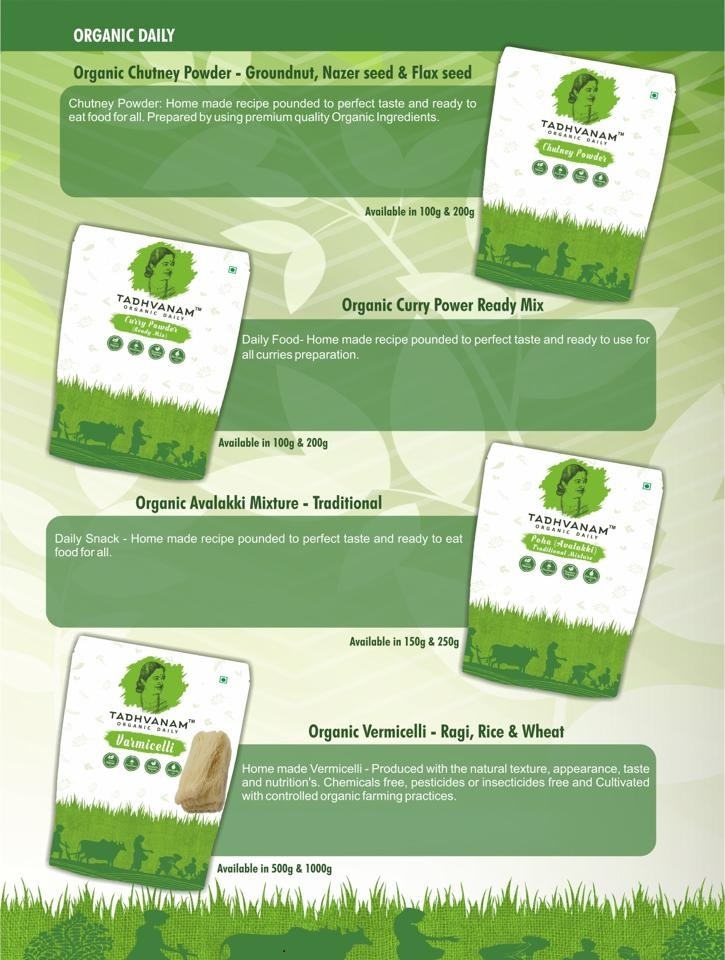 ORGANIC DAILY
Organic Chutney Powder - Groundnut, Nazer seed & Flax seed
Chutney Powder: Home made recipe pounded to perfect taste and ready to
eat food for all. Prepared by using premium quality Organic Ingredients.
Available in 100g & 200g
TADHVANAM™
ORGANIC DAILY
Chutney Powder
TADHVANAM™
ORGANIC DAILY
Curry Powder
(Ready Mix)
Organic Curry Power Ready Mix
Daily Food- Home made recipe pounded to perfect taste and ready to use for
all curries preparation.
Available in 100g & 200g
Organic Avalakki Mixture - Traditional
Daily Snack - Home made recipe pounded to perfect taste and ready to eat
food for all.
Available in 150g & 250g
TADHVANAM™
ORGANIC DAILY
Poha (Avalakki)
Traditional Mixture
TADHVANAM™
ORGANIC DAILY
Varmicelli
Organic Vermicelli - Ragi, Rice & Wheat
Home made Vermicelli - Produced with the natural texture, appearance, taste
and nutrition's. Chemicals free, pesticides or insecticides free and Cultivated
with controlled organic farming practices.
Available in 500g & 1000g